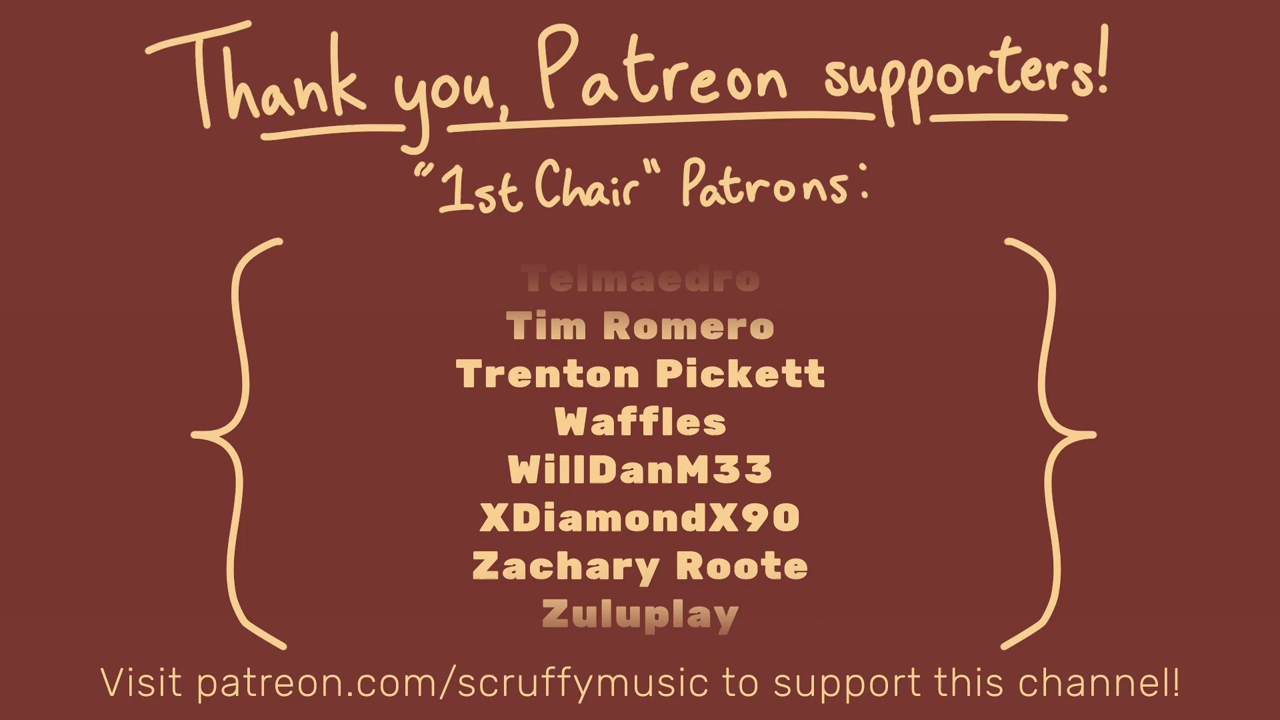 Thank you, Patreon supporters!
"1st Chair" Patrons:
Telmaedro
Tim Romero
Trenton Pickett
Waffles
WillDanM33
XDiamondX90
Zachary Roote
Zuluplay
Visit patreon.com/scruffymusic to support this channel!